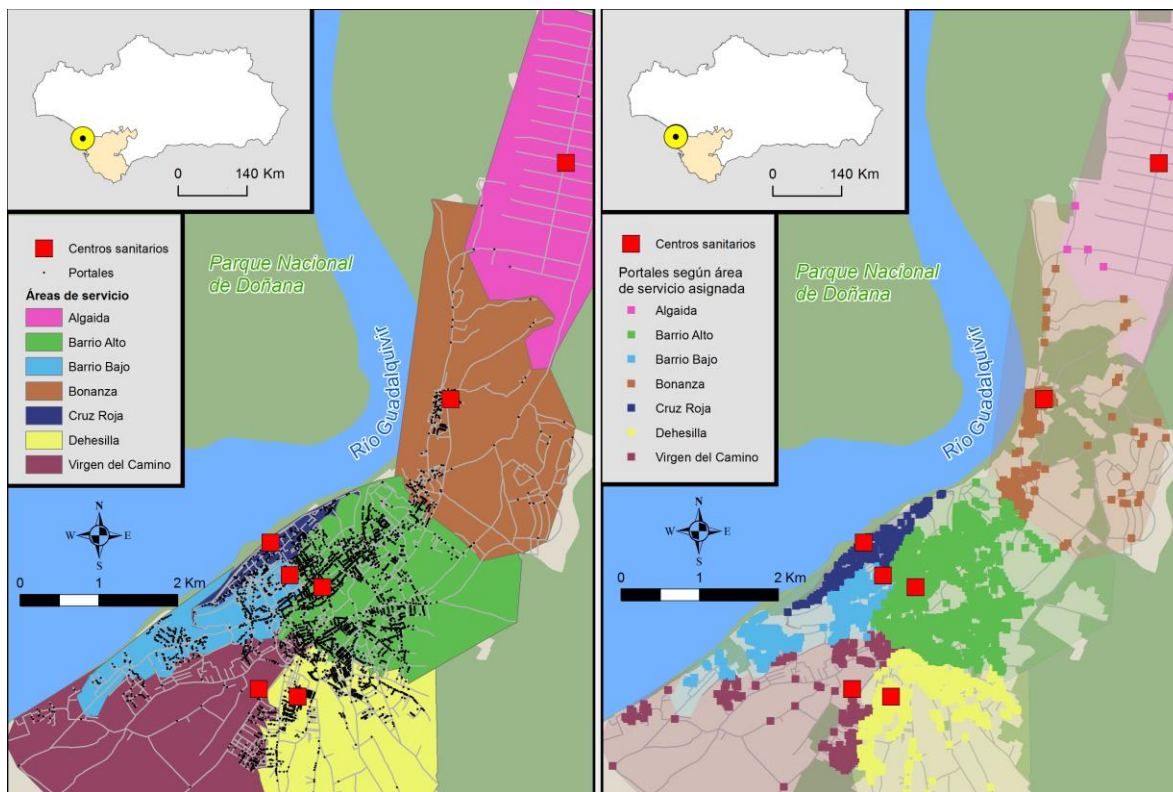 0
140 Km
Centros sanitarios
Portales
Áreas de servicio
Algaida
Barrio Alto
Barrio Bajo
Bonanza
Cruz Roja
Dehesilla
Virgen del Camino
Parque Nacional
de Doñana
Río Guadalquivir
N
W
E
S
0
1
2 Km
0
140 Km
Centros sanitarios
Portales según área
de servicio asignada
Algaida
Barrio Alto
Barrio Bajo
Bonanza
Cruz Roja
Dehesilla
Virgen del Camino
Parque Nacional
de Doñana
Río Guadalquivir
N
W
E
S
0
1
2 Km